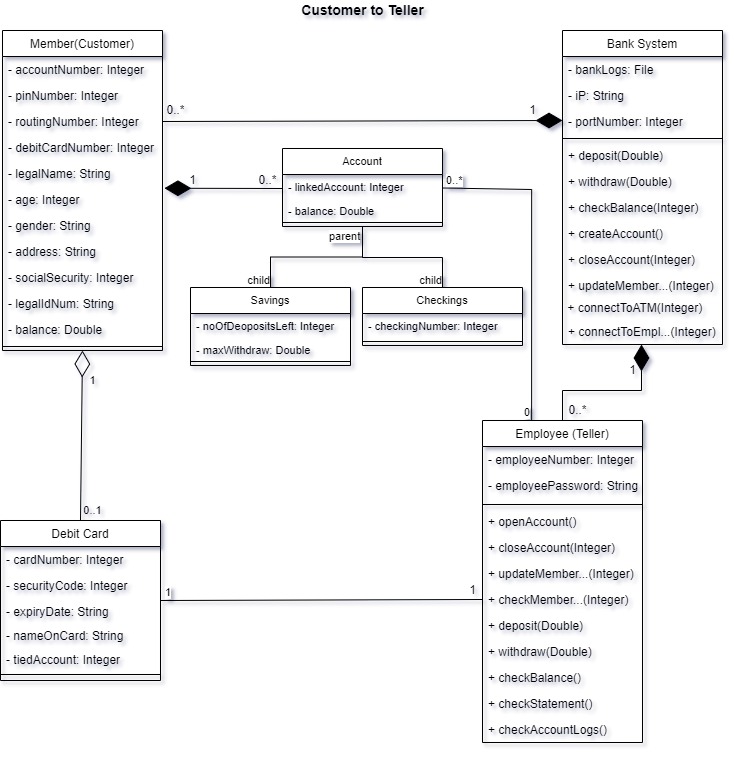 Customer to Teller
Member(Customer)
- accountNumber: Integer
- pinNumber: Integer
- routingNumber: Integer
- debitCardNumber: Integer
- legalName: String
- age: Integer
- gender: String
- address: String
- socialSecurity: Integer
- legalIdNum: String
- balance: Double
Bank System
- bankLogs: File
- iP: String
- portNumber: Integer
+ deposit(Double)
+ withdraw(Double)
+ checkBalance(Integer)
+ createAccount()
+ closeAccount(Integer)
+ updateMember...(Integer)
+ connectToATM(Integer)
+ connectToEmpl...(Integer)
0..*
1
Account
- linkedAccount: Integer
- balance: Double
1
0..*
0..*
parent
child
child
Savings
- noOfDeopositsLeft: Integer
- maxWithdraw: Double
Checkings
- checkingNumber: Integer
1
0..1
1
0..*
0
Debit Card
- cardNumber: Integer
- securityCode: Integer
- expiryDate: String
- nameOnCard: String
- tiedAccount: Integer
1
1
Employee (Teller)
- employeeNumber: Integer
- employeePassword: String
+ openAccount()
+ closeAccount(Integer)
+ updateMember...(Integer)
+ checkMember...(Integer)
+ deposit(Double)
+ withdraw(Double)
+ checkBalance()
+ checkStatement()
+ checkAccountLogs()